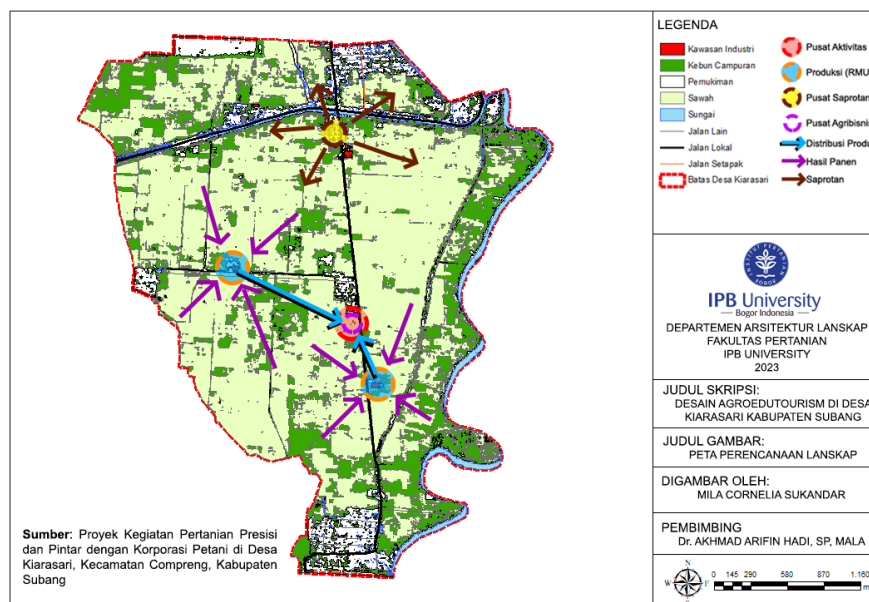 LEGENDA
Kawasan Industri
Kebun Campuran
Pemukiman
Sawah
Sungai
Jalan Lain
Jalan Lokal
Jalan Setapak
Batas Desa Kiarasari
Pusat Aktivitas
Produksi (RMU
Pusat Saprotan
Pusat Agribisnis
Distribusi Produ
Hasil Panen
Saprotan
INSTITUT PERTANIAN
BOGOR
IPB University
Bogor Indonesia
DEPARTEMEN ARSITEKTUR LANSKAP
FAKULTAS PERTANIAN
IPB UNIVERSITY
2023
JUDUL SKRIPSI:
DESAIN AGROEDUTOURISM DI DESA
KIARASARI KABUPATEN SUBANG
JUDUL GAMBAR:
PETA PERENCANAAN LANSKAP
DIGAMBAR OLEH:
MILA CORNELIA SUKANDAR
PEMBIMBING
Dr. AKHMAD ARIFIN HADI, SP, MALA
N
W E
S
0 145 290 580 870 1.160
m
Sumber: Proyek Kegiatan Pertanian Presisi
dan Pintar dengan Korporasi Petani di Desa
Kiarasari, Kecamatan Compreng, Kabupaten
Subang